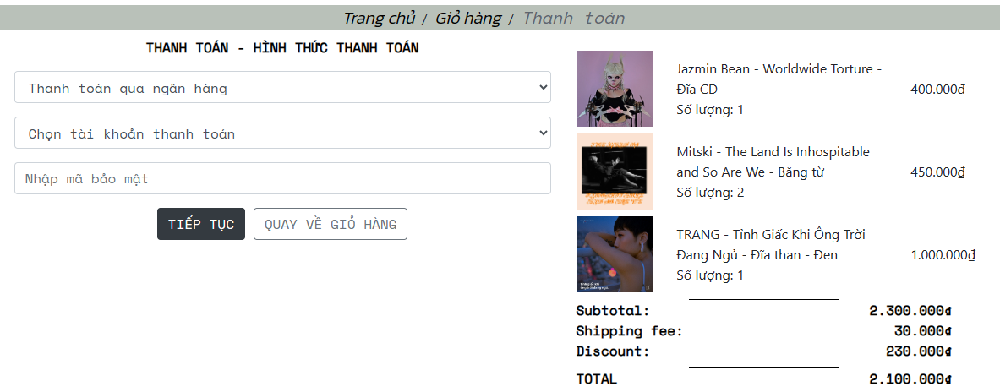 Trang chủ / Giỏ hàng / Thanh toán
THANH TOÁN - HÌNH THỨC THANH TOÁN
Thanh toán qua ngân hàng
Chọn tài khoản thanh toán
Nhập mã bảo mật
TIẾP TỤC
QUAY VỀ GIỎ HÀNG
Jazmin Bean - Worldwide Torture -
Đĩa CD
Số lượng: 1
400.000₫
Mitski - The Land Is Inhospitable
and So Are We - Băng từ
Số lượng: 2
450.000₫
TRANG - Tỉnh Giấc Khi Ông Trời
Đang Ngủ - Đĩa than - Đen
Số lượng: 1
1.000.000₫
Subtotal: 2.300.000₫
Shipping fee: 30.000₫
Discount: 230.000₫
TOTAL 2.100.000₫